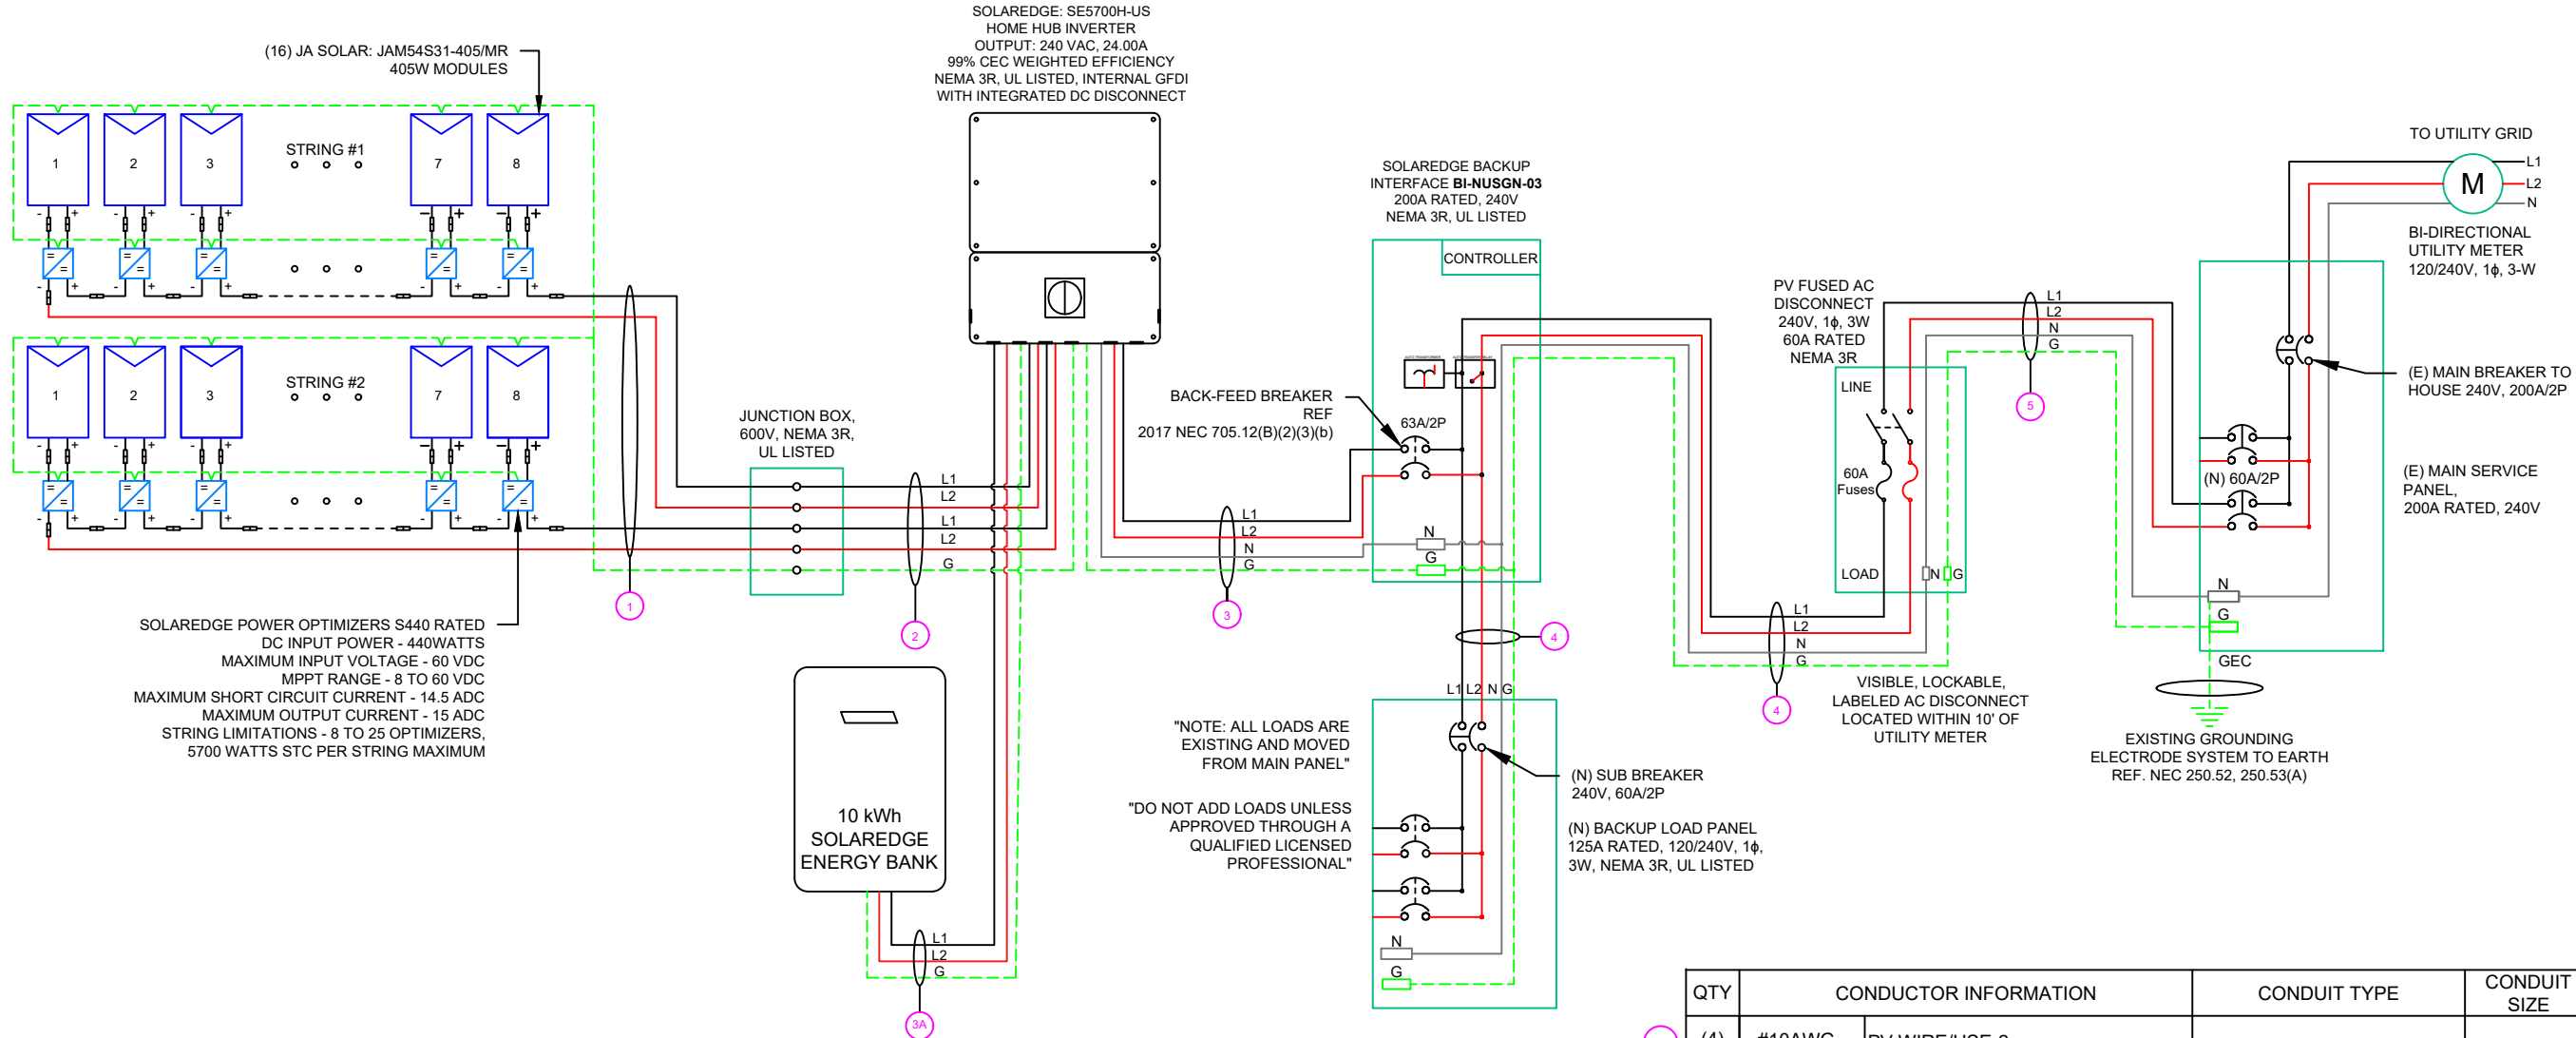 (16) JA SOLAR: JAM54S31-405/MR
405W MODULES
1
2
3
STRING #1
7
8
- + - + - + - + - +
= = = = = = = = = =
- + - + - + - + - +
1
2
3
STRING #2
7
8
- + - + - + - + - +
= = = = = = = = = =
- + - + - + - + - +
SOLAREDGE POWER OPTIMIZERS S440 RATED
DC INPUT POWER - 440WATTS
MAXIMUM INPUT VOLTAGE - 60 VDC
MPPT RANGE - 8 TO 60 VDC
MAXIMUM SHORT CIRCUIT CURRENT - 14.5 ADC
MAXIMUM OUTPUT CURRENT - 15 ADC
STRING LIMITATIONS - 8 TO 25 OPTIMIZERS,
5700 WATTS STC PER STRING MAXIMUM
1
JUNCTION BOX,
600V, NEMA 3R,
UL LISTED
L1
L2
L1
L2
G
2
SOLAREDGE: SE5700H-US
HOME HUB INVERTER
OUTPUT: 240 VAC, 24.00A
99% CEC WEIGHTED EFFICIENCY
NEMA 3R, UL LISTED, INTERNAL GFDI
WITH INTEGRATED DC DISCONNECT
10 kWh
SOLAREDGE
ENERGY BANK
L1
L2
G
3A
L1
L2
N
G
3
SOLAREDGE BACKUP
INTERFACE BI-NUSGN-03
200A RATED, 240V
NEMA 3R, UL LISTED
CONTROLLER
BACK-FEED BREAKER
REF
2017 NEC 705.12(B)(2)(3)(b)
63A/2P
N
G
4
L1 L2 N G
"NOTE: ALL LOADS ARE
EXISTING AND MOVED
FROM MAIN PANEL"
"DO NOT ADD LOADS UNLESS
APPROVED THROUGH A
QUALIFIED LICENSED
PROFESSIONAL"
(N) SUB BREAKER
240V, 60A/2P
(N) BACKUP LOAD PANEL
125A RATED, 120/240V, 1ϕ,
3W, NEMA 3R, UL LISTED
N
G
L1
L2
N
G
4
PV FUSED AC
DISCONNECT
240V, 1ϕ, 3W
60A RATED
NEMA 3R
LINE
60A
Fuses
LOAD
N G
VISIBLE, LOCKABLE,
LABELED AC DISCONNECT
LOCATED WITHIN 10' OF
UTILITY METER
L1
L2
N
G
5
TO UTILITY GRID
M
L1
L2
N
BI-DIRECTIONAL
UTILITY METER
120/240V, 1ϕ, 3-W
(E) MAIN BREAKER TO
HOUSE 240V, 200A/2P
(E) MAIN SERVICE
PANEL,
200A RATED, 240V
(N) 60A/2P
N
G
GEC
EXISTING GROUNDING
ELECTRODE SYSTEM TO EARTH
REF. NEC 250.52, 250.53(A)
QTY CONDUCTOR INFORMATION CONDUIT TYPE CONDUIT
SIZE
(4) #10AWG